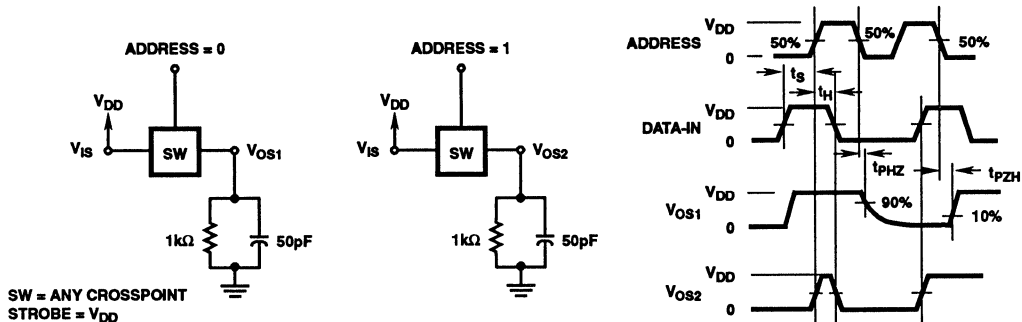 ADDRESS = 0
V_DD
V_IS
SW
V_OS1
1kΩ
50pF
SW = ANY CROSSPOINT
STROBE = V_DD
ADDRESS = 1
V_DD
V_IS
SW
V_OS2
1kΩ
50pF
ADDRESS
V_DD
0
50%
50%
50%
t_S
t_H
DATA-IN
V_DD
0
t_PHZ
t_PZH
V_OS1
V_DD
0
90%
10%
V_OS2
V_DD
0